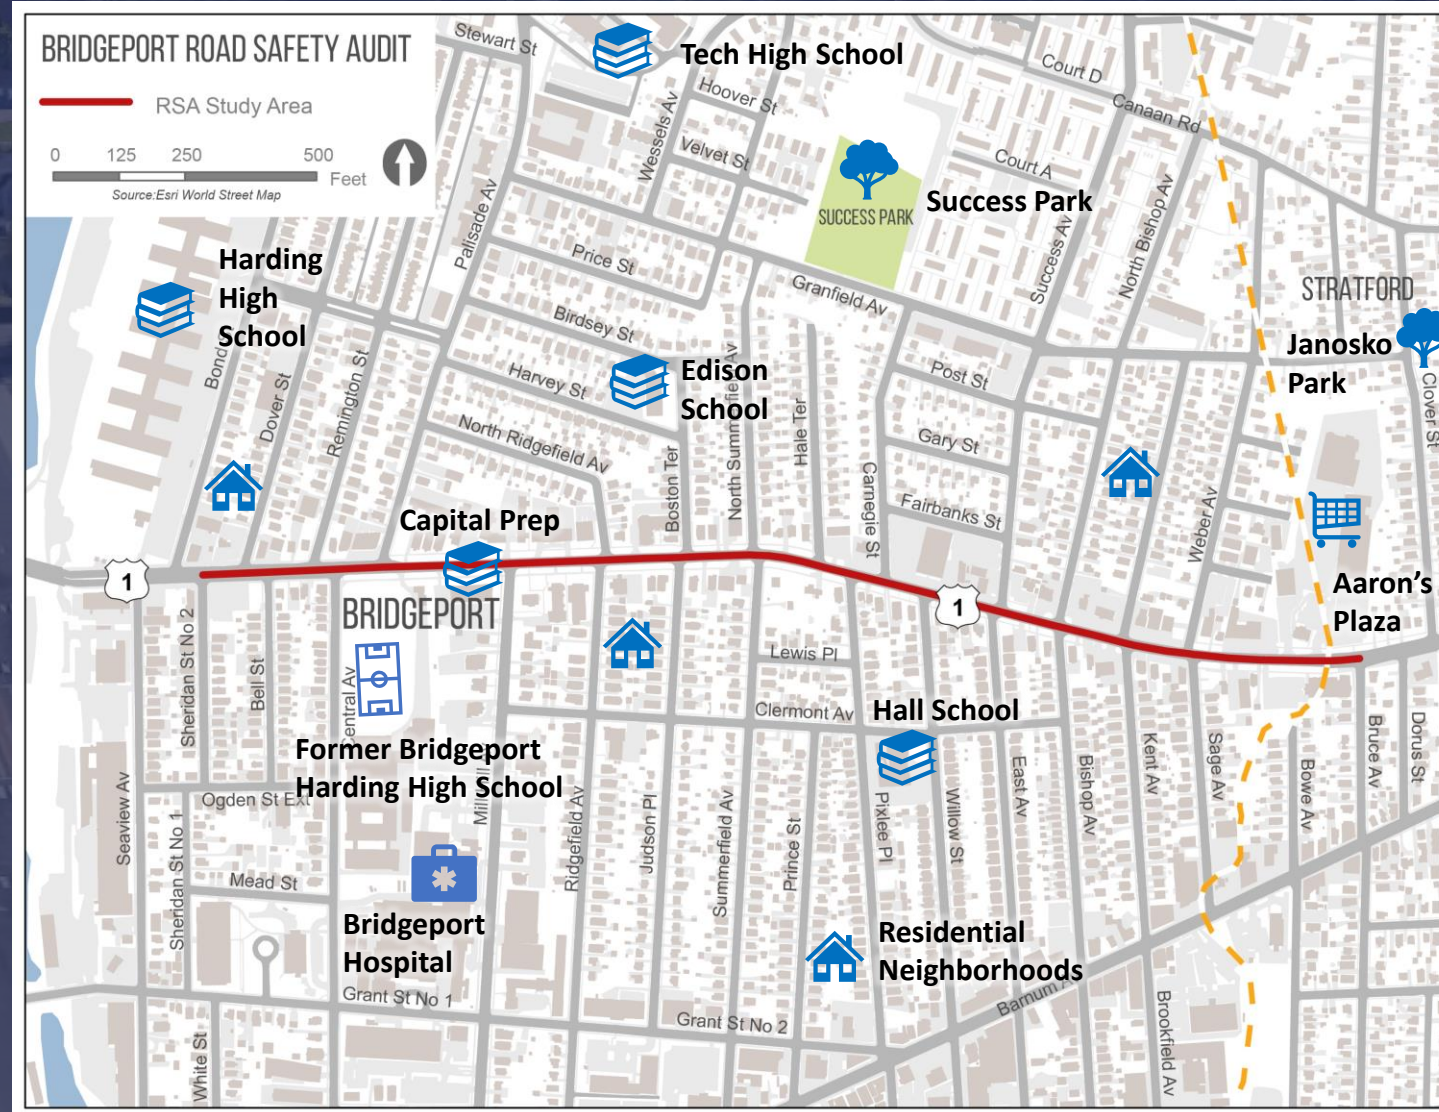 BRIDGEPORT ROAD SAFETY AUDIT
RSA Study Area
0 125 250 500
Feet
Source:Esri World Street Map
Stewart St
Tech High School
Hoover St
Court D
Canaan Rd
Wessels Av
Velvet St
Court A
SUCCESS PARK
Success Park
Palisade Av
Price St
Success Av
North Bishop Av
Harding
High
School
Granfield Av
STRATFORD
Birdsey St
Janosko
Park
Bond
Dover St
Remington St
Harvey St
Edison
School
North Summerfield Av
Hale Ter
Post St
Clover St
North Ridgefield Av
Gary St
Boston Ter
Carnegie St
Fairbanks St
Weber Av
Capital Prep
1
BRIDGEPORT
1
Aaron's
Plaza
Sheridan St No 2
Bell St
Central Av
Lewis Pl
Clermont Av
Hall School
Former Bridgeport
Harding High School
Ogden St Ext
Mill Hill
Seaview Av
Sheridan St No 1
Ridgefield Av
Judson Pl
Summerfield Av
Prince St
Pixlee Pl
Willow St
East Av
Bishop Av
Kent Av
Sage Av
Bowe Av
Bruce Av
Dorus St
Mead St
Bridgeport
Hospital
Residential
Neighborhoods
Grant St No 1
Grant St No 2
Barnum A
Brookfield Av
White St